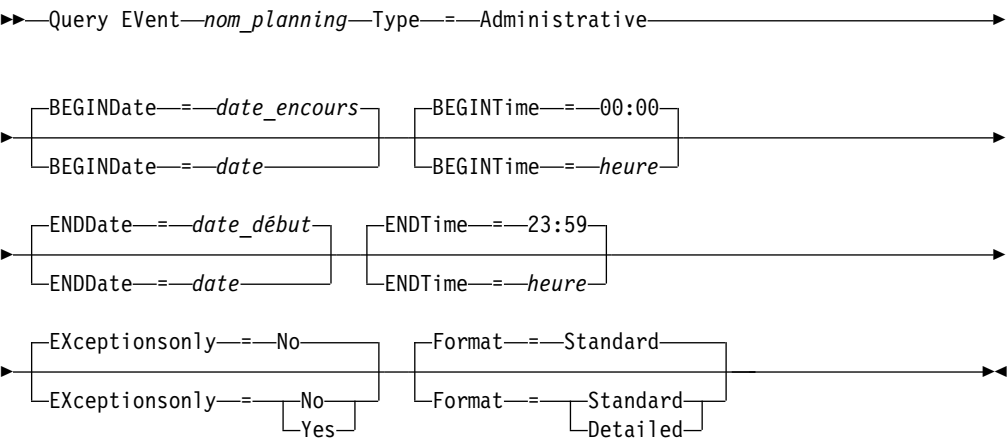 Query EVent nom_planning Type = Administrative
BEGINDate = date_encours BEGINTime = 00:00
BEGINDate = date BEGINTime = heure
ENDDate = date_début ENDTime = 23:59
ENDDate = date ENDTime = heure
EXceptionsonly = No Format = Standard
EXceptionsonly = No Format = Standard
Yes Detailed